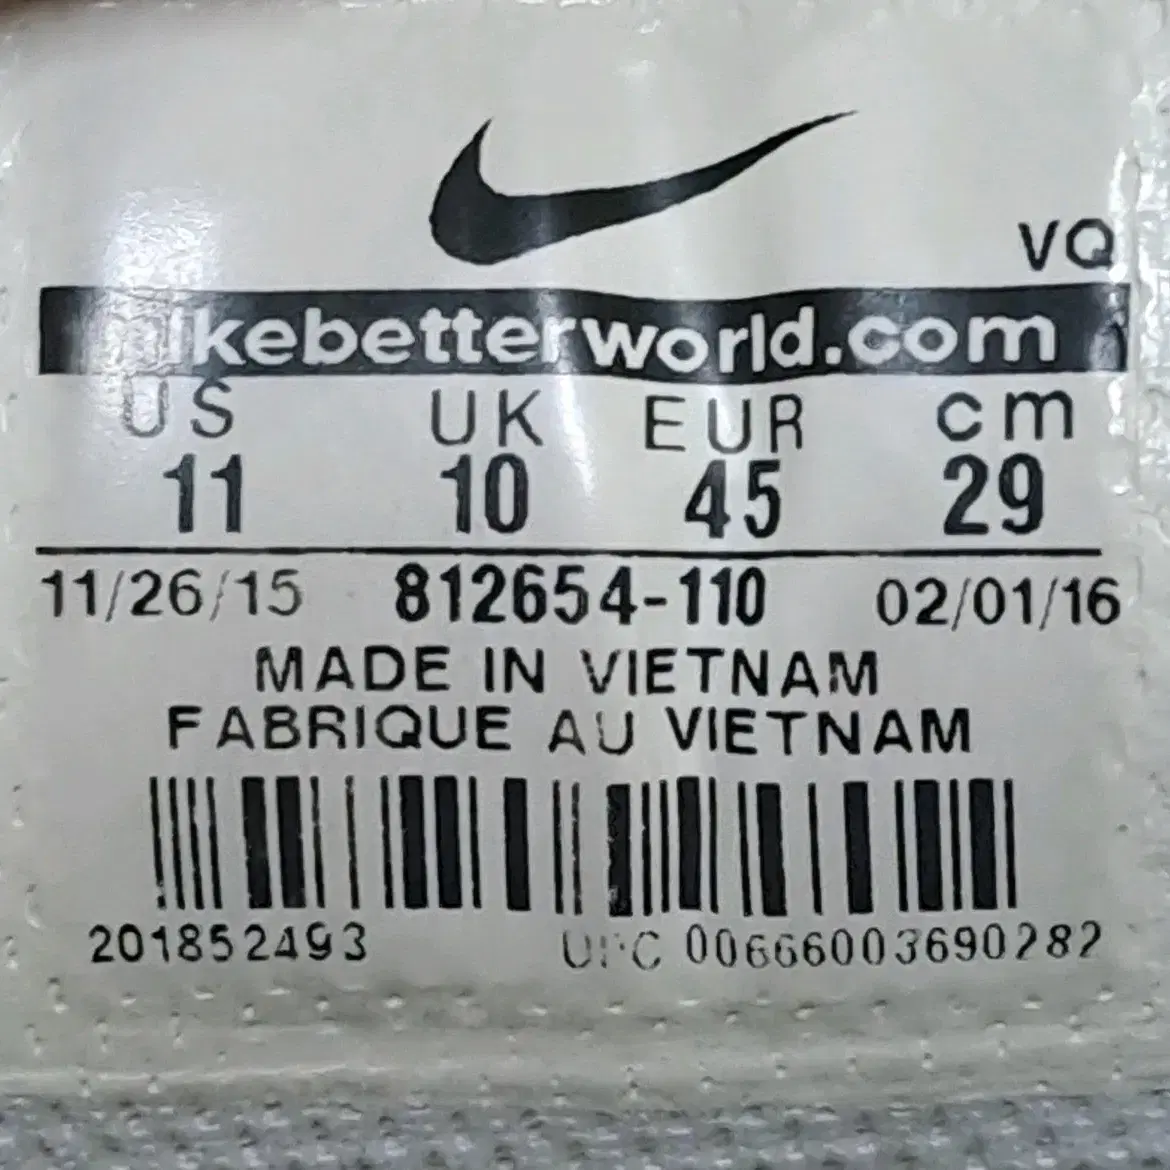 VQ
nikebetterworld.com
US UK EUR cm
11 10 45 29
11/26/15 812654-110 02/01/16
MADE IN VIETNAM
FABRIQUE AU VIETNAM
201852493 UPC 00666003690282